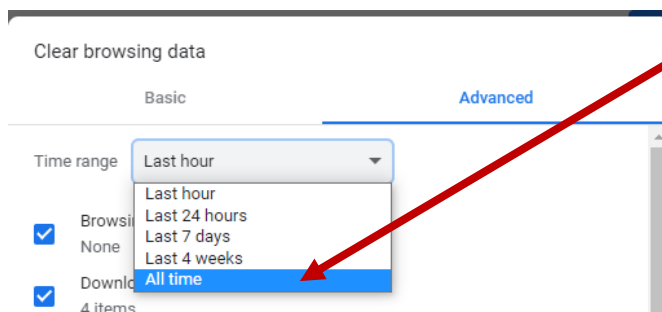 Clear browsing data
Basic Advanced
Time range Last hour
Last hour
Last 24 hours
Last 7 days
Last 4 weeks
All time
None
4 items